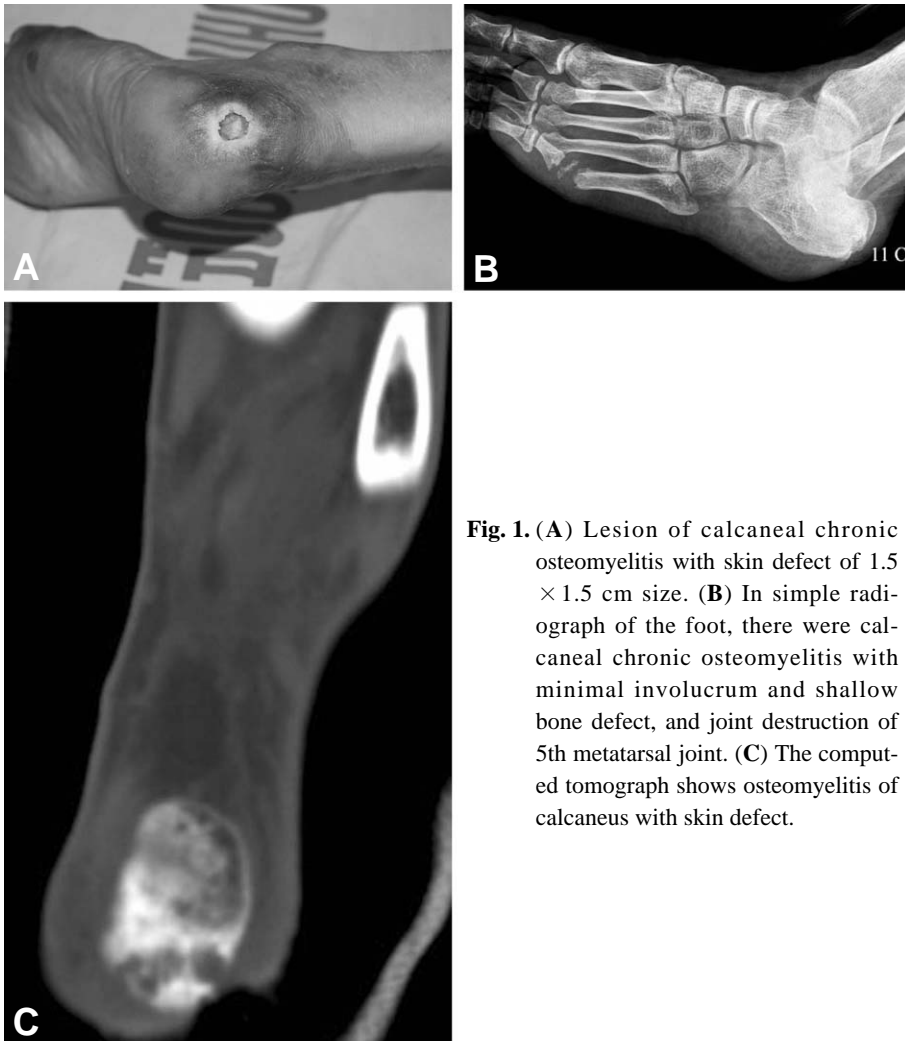 A
B
11 C
C
Fig. 1. (A) Lesion of calcaneal chronic
osteomyelitis with skin defect of 1.5
× 1.5 cm size. (B) In simple radi-
ograph of the foot, there were cal-
caneal chronic osteomyelitis with
minimal involucrum and shallow
bone defect, and joint destruction of
5th metatarsal joint. (C) The comput-
ed tomograph shows osteomyelitis of
calcaneus with skin defect.